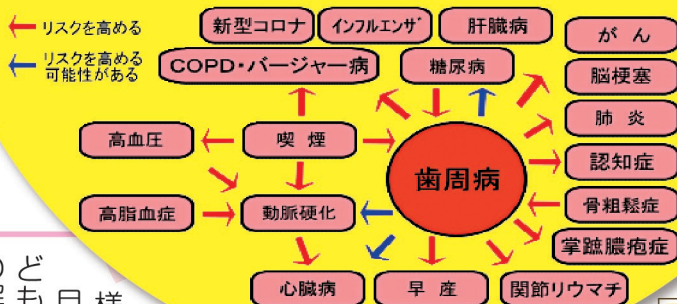 リスクを高める
リスクを高める
可能性がある
新型コロナ
インフルエンザ
肝臓病
がん
COPD・バージャー病
糖尿病
脳梗塞
肺炎
高血圧
喫煙
認知症
歯周病
骨粗鬆症
高脂血症
動脈硬化
掌蹠膿疱症
心臓病
早産
関節リウマチ